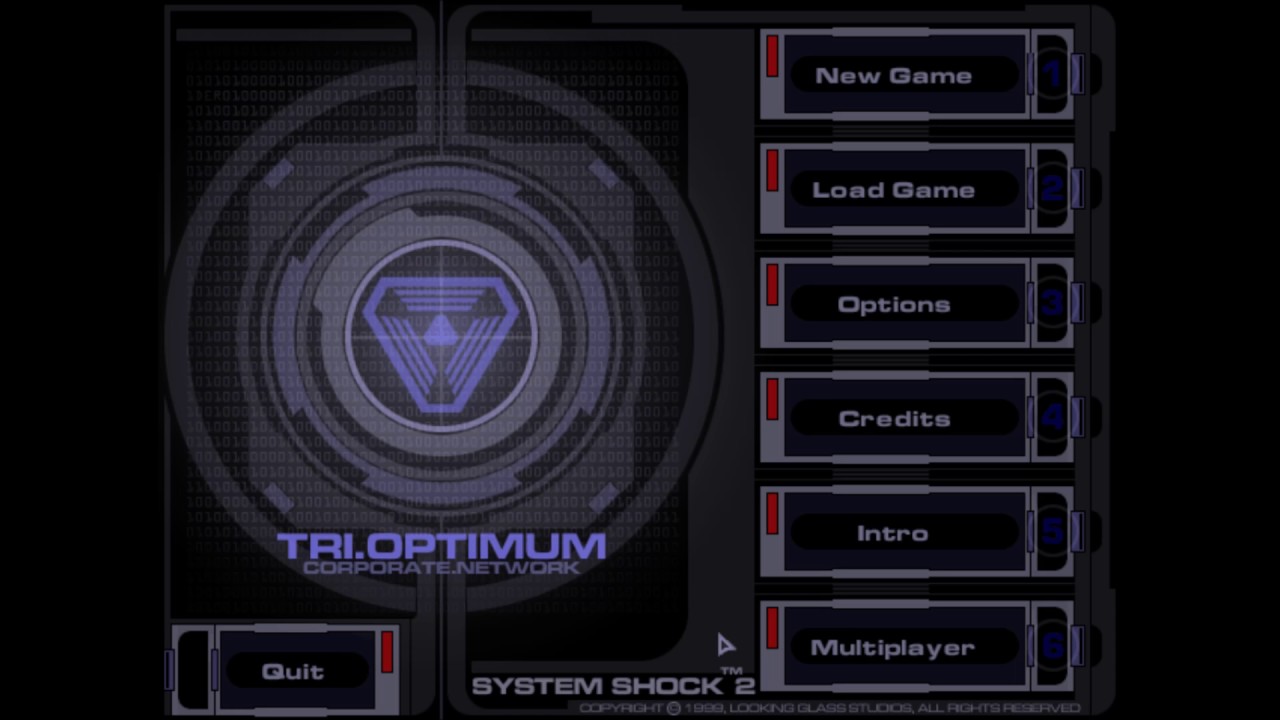 New Game
1
Load Game
2
Options
3
Credits
4
Intro
5
Multiplayer
6
TRI.OPTIMUM
CORPORATE.NETWORK
Quit
SYSTEM SHOCK 2™
COPYRIGHT © 1999, LOOKING GLASS STUDIOS, ALL RIGHTS RESERVED